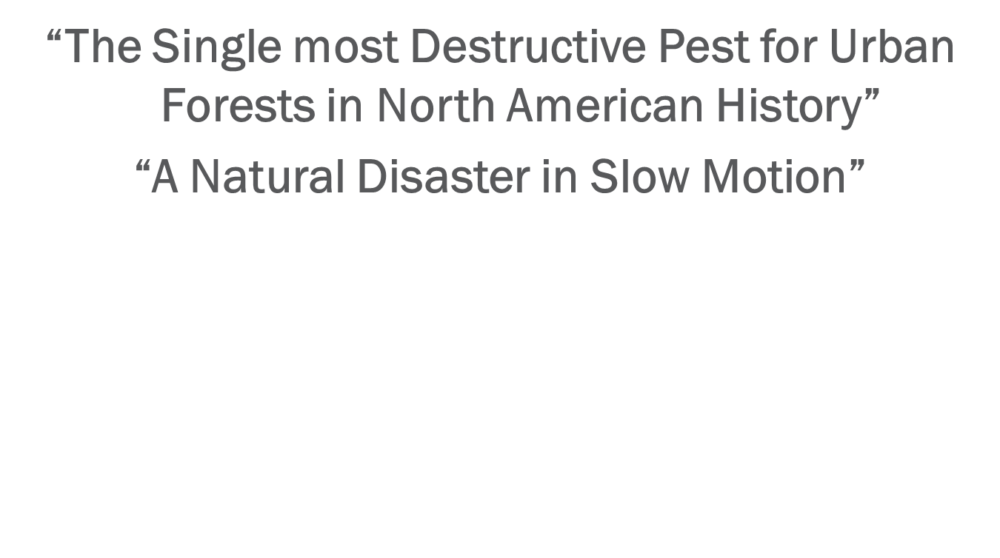 “The Single most Destructive Pest for Urban
Forests in North American History”
“A Natural Disaster in Slow Motion”